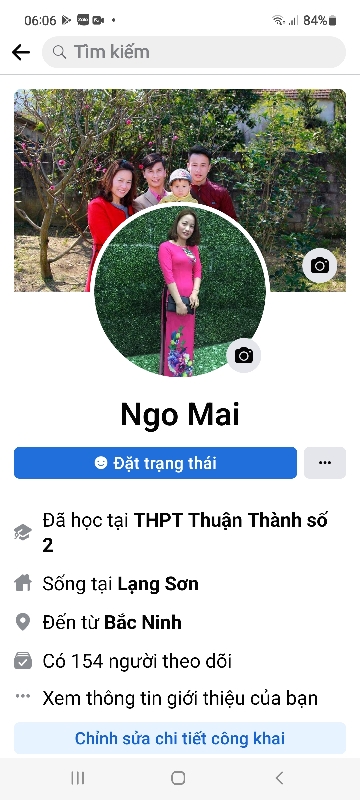 06:06
Zalo
84%
Tìm kiếm
Ngo Mai
Đặt trạng thái
Đã học tại THPT Thuận Thành số
2
Sống tại Lạng Sơn
Đến từ Bắc Ninh
Có 154 người theo dõi
Xem thông tin giới thiệu của bạn
Chỉnh sửa chi tiết công khai